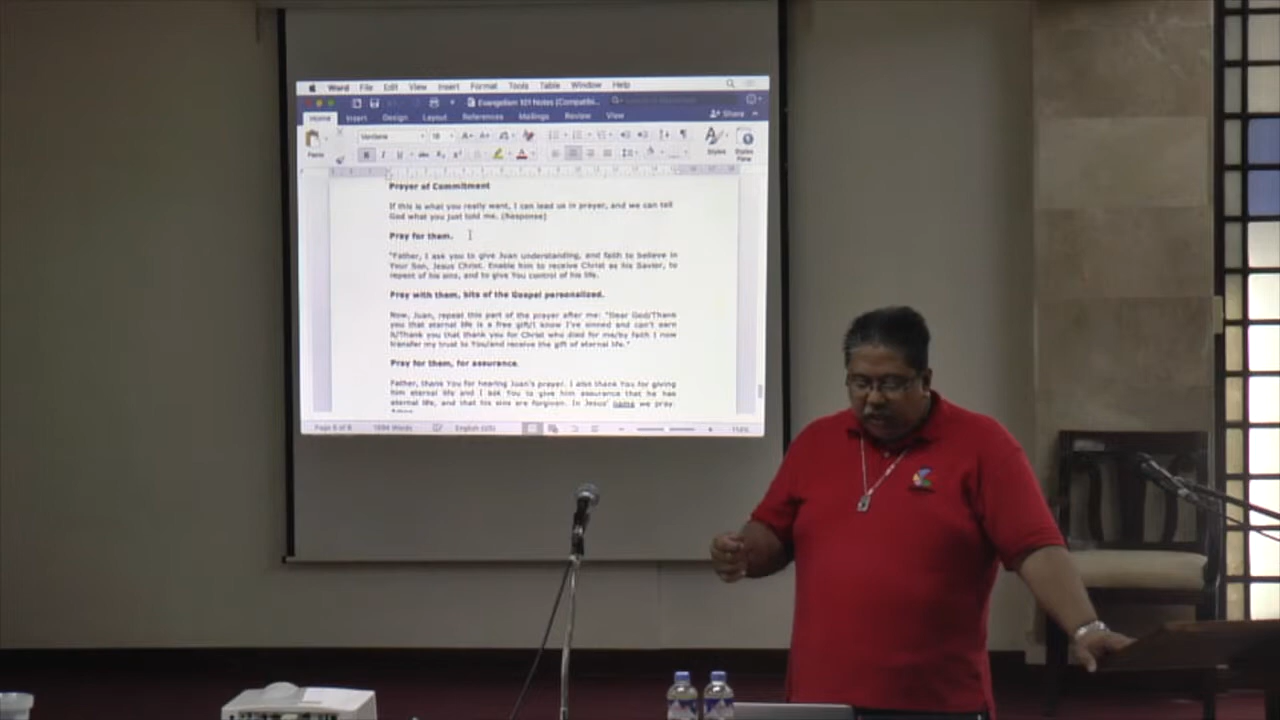 Word File Edit View Insert Format Tools Table Window Help
Evangelism 101 Notes (Compatibi...
Home Insert Design Layout References Mailings Review View Share
Verdana
Paste Styles Styles Pane
Prayer of Commitment
If this is what you really want, I can lead us in prayer, and we can tell
God what you just told me. (Response)
Pray for them.
"Father, I ask you to give Juan understanding, and faith to believe in
Your Son, Jesus Christ. Enable him to receive Christ as his Savior, to
repent of his sins, and to give You control of his life.
Pray with them, bits of the Gospel personalized.
Now, Juan, repeat this part of the prayer after me: "Dear God/Thank
you that eternal life is a free gift/I know I've sinned and can't earn
it/Thank you that thank you for Christ who died for me/by faith I now
transfer my trust to You/and receive the gift of eternal life."
Pray for them, for assurance.
Father, thank You for hearing Juan's prayer. I also thank You for giving
him eternal life and I ask You to give him assurance that he has
eternal life, and that his sins are forgiven. In Jesus' name we pray.
English (US)